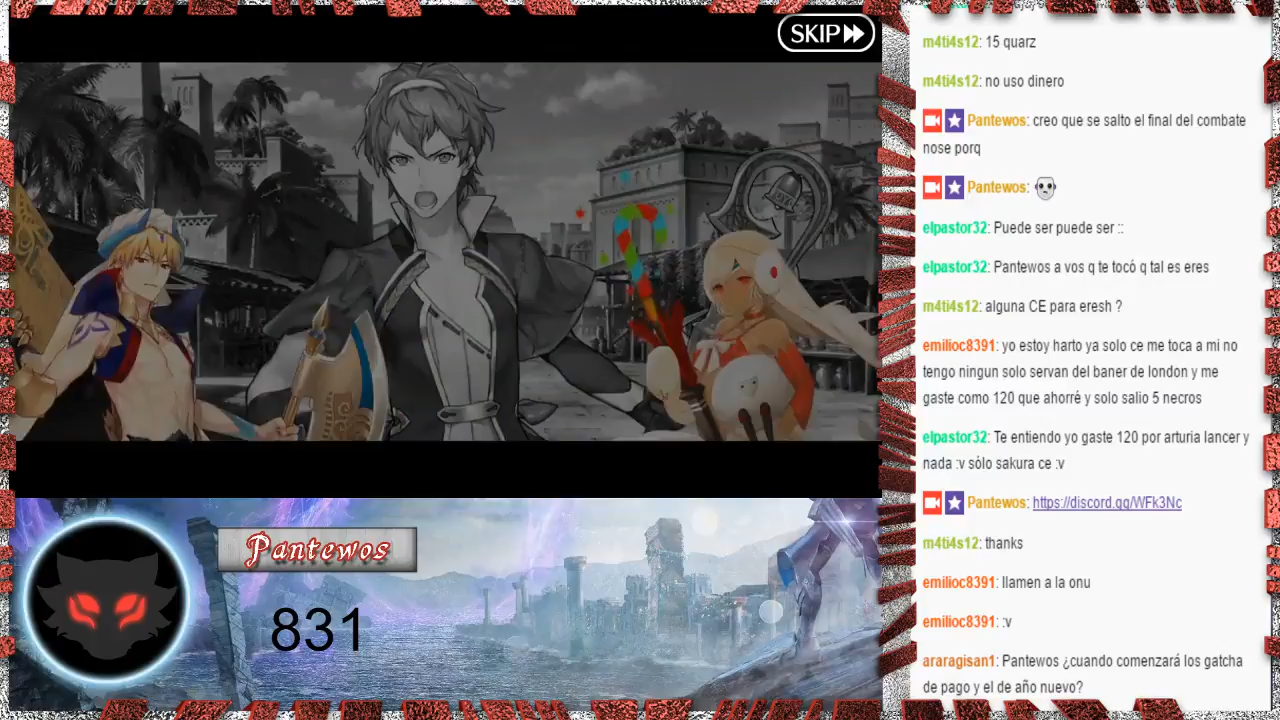 SKIP
Pantewos
831
m4ti4s12: 15 quarz
m4ti4s12: no uso dinero
Pantewos: creo que se salto el final del combate
nose porq
Pantewos:
elpastor32: Puede ser puede ser ::
elpastor32: Pantewos a vos q te tocó q tal es eres
m4ti4s12: alguna CE para eresh ?
emilioc8391: yo estoy harto ya solo ce me toca a mi no
tengo ningun solo servan del baner de london y me
gaste como 120 que ahorré y solo salio 5 necros
elpastor32: Te entiendo yo gaste 120 por arturia lancer y
nada :v sólo sakura ce :v
Pantewos: https://discord.gg/WFk3Nc
m4ti4s12: thanks
emilioc8391: llamen a la onu
emilioc8391: :v
araragisan1: Pantewos ¿cuando comenzará los gatcha
de pago y el de año nuevo?